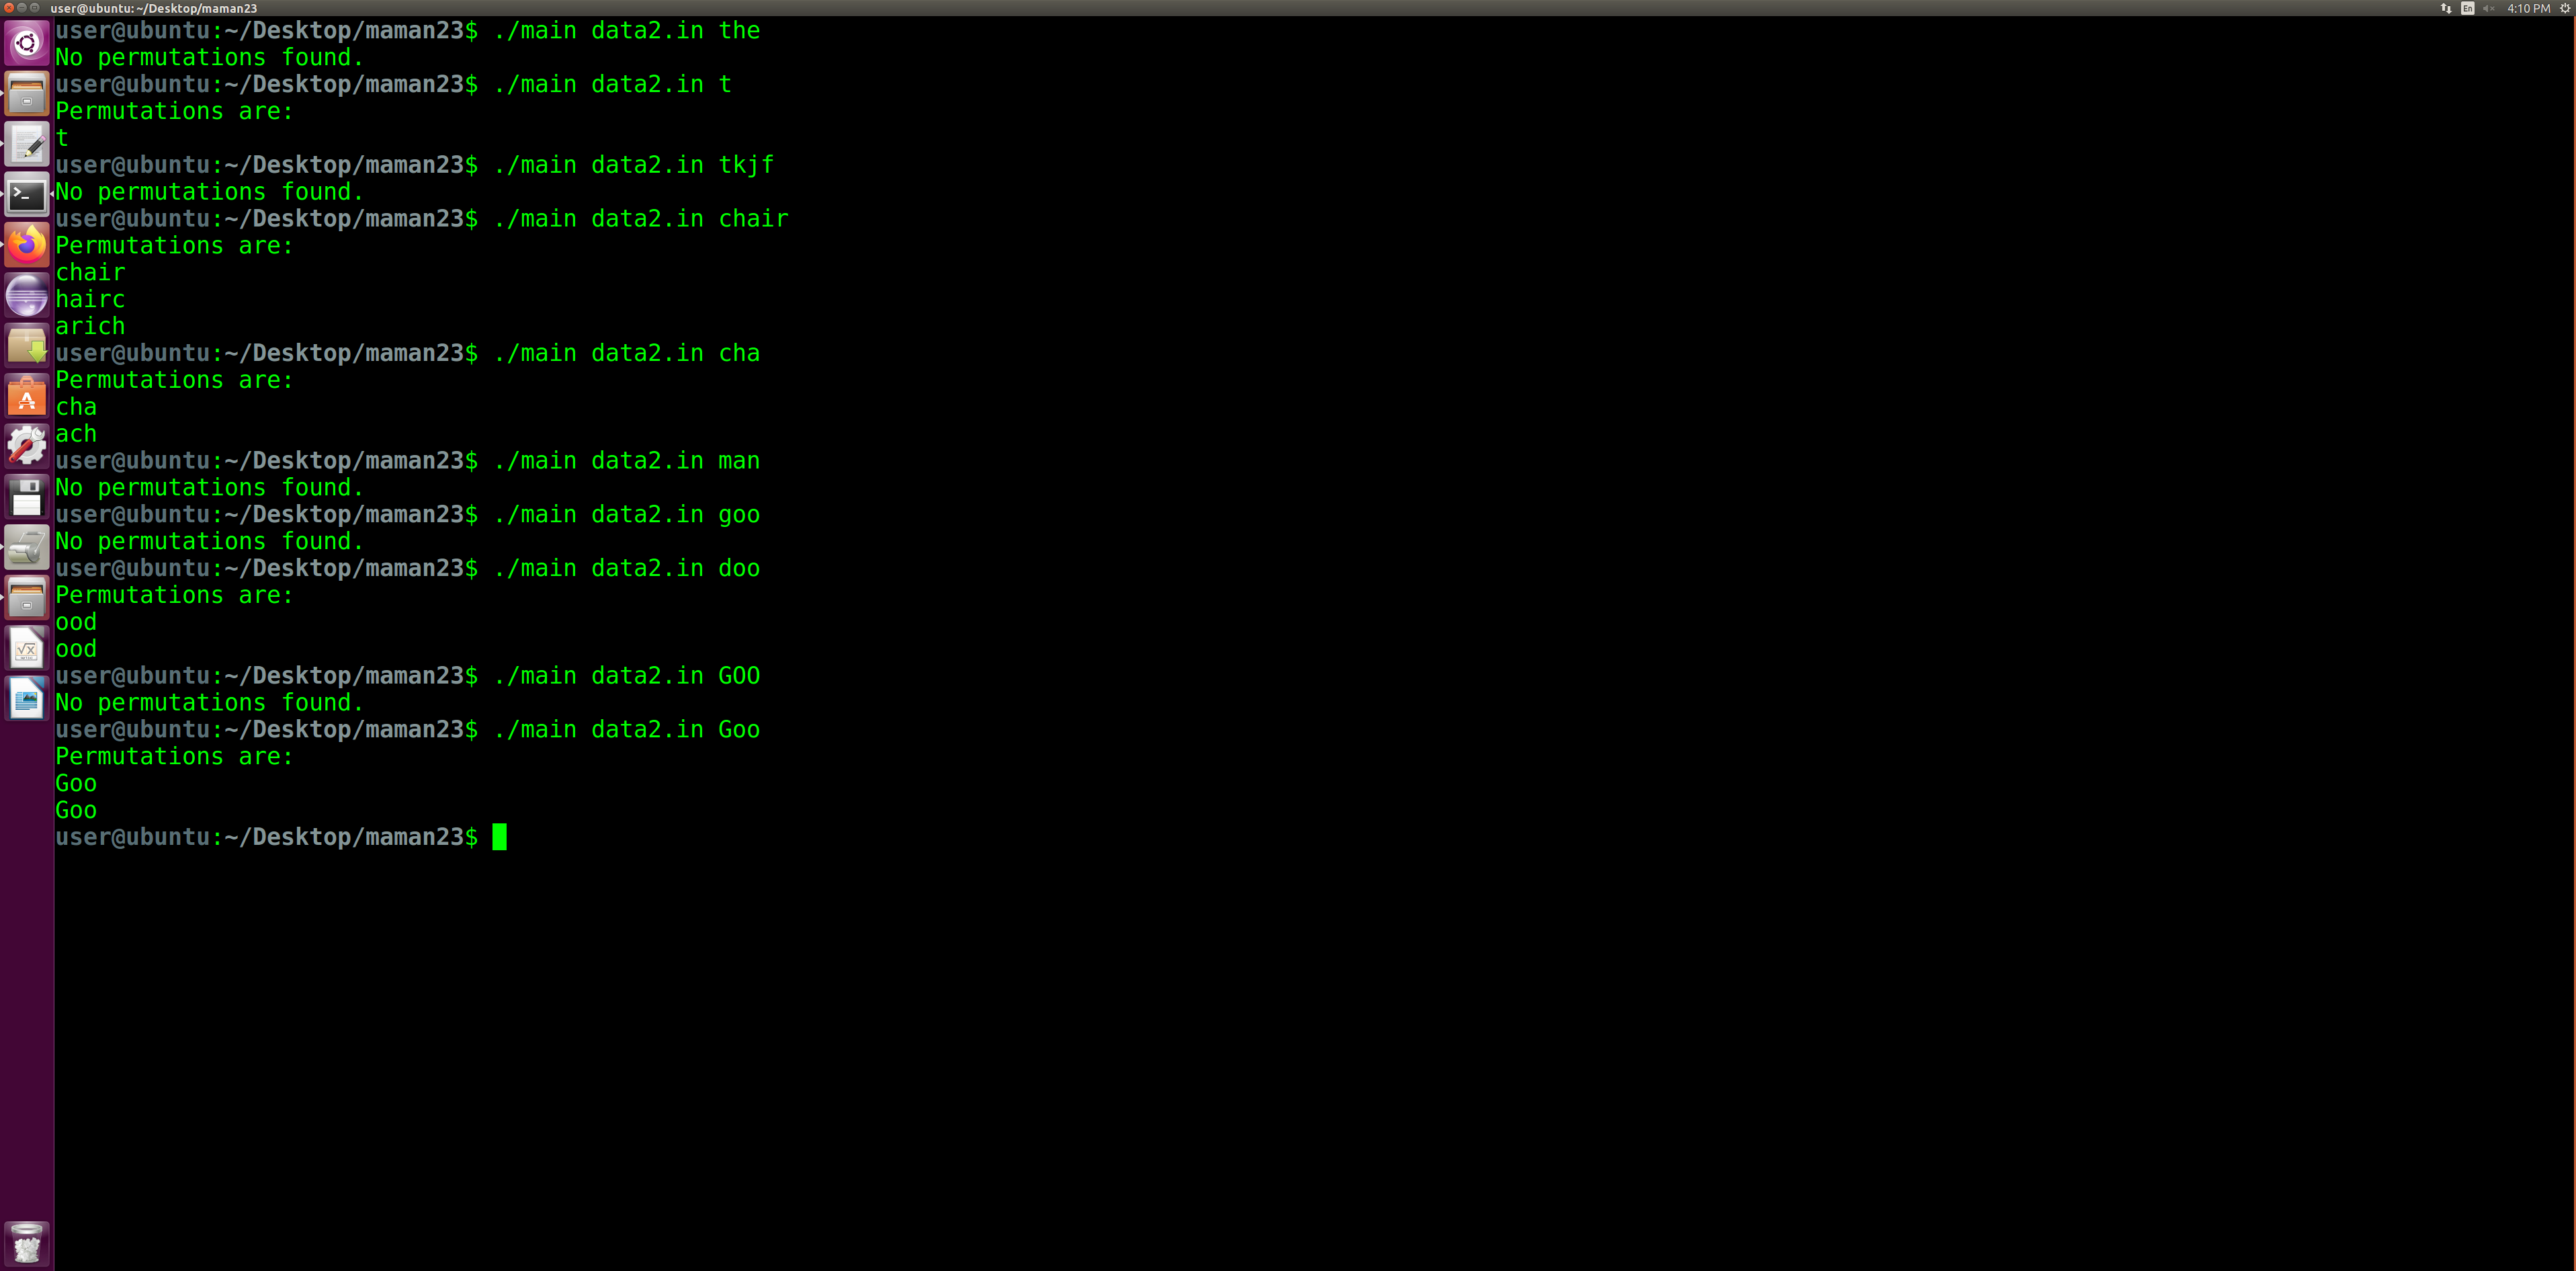 user@ubuntu: ~/Desktop/maman23
En
4:10 PM
user@ubuntu:~/Desktop/maman23$ ./main data2.in the
No permutations found.
user@ubuntu:~/Desktop/maman23$ ./main data2.in t
Permutations are:
t
user@ubuntu:~/Desktop/maman23$ ./main data2.in tkjf
No permutations found.
user@ubuntu:~/Desktop/maman23$ ./main data2.in chair
Permutations are:
chair
hairc
arich
user@ubuntu:~/Desktop/maman23$ ./main data2.in cha
Permutations are:
cha
ach
user@ubuntu:~/Desktop/maman23$ ./main data2.in man
No permutations found.
user@ubuntu:~/Desktop/maman23$ ./main data2.in goo
No permutations found.
user@ubuntu:~/Desktop/maman23$ ./main data2.in doo
Permutations are:
ood
ood
user@ubuntu:~/Desktop/maman23$ ./main data2.in GOO
No permutations found.
user@ubuntu:~/Desktop/maman23$ ./main data2.in Goo
Permutations are:
Goo
Goo
user@ubuntu:~/Desktop/maman23$